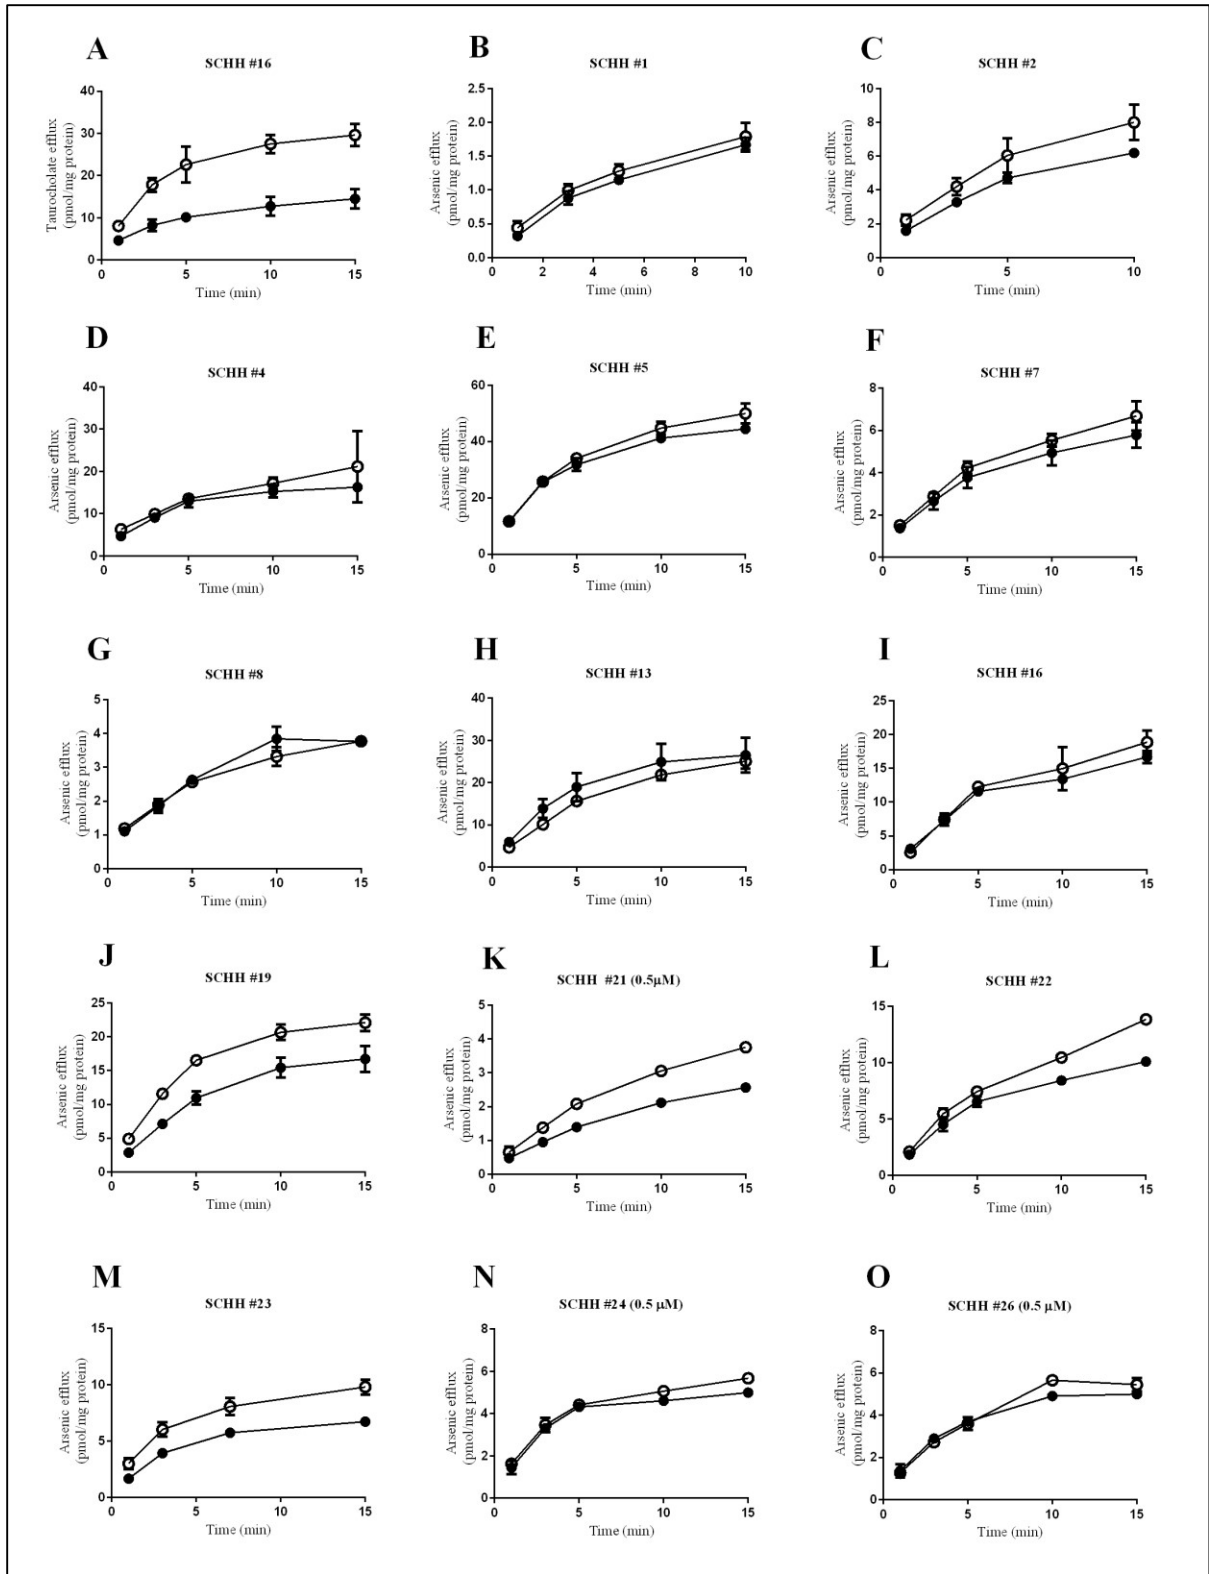 A
SCHH #16
Taurocholate efflux
(pmol/mg protein)
40
30
20
10
0
0 5 10 15
Time (min)
B
SCHH #1
Arsenic efflux
(pmol/mg protein)
2.5
2.0
1.5
1.0
0.5
0.0
0 2 4 6 8 10
Time (min)
C
SCHH #2
Arsenic efflux
(pmol/mg protein)
10
8
6
4
2
0
0 5 10
Time (min)
D
SCHH #4
Arsenic efflux
(pmol/mg protein)
40
30
20
10
0
0 5 10 15
Time (min)
E
SCHH #5
Arsenic efflux
(pmol/mg protein)
60
40
20
0
0 5 10 15
Time (min)
F
SCHH #7
Arsenic efflux
(pmol/mg protein)
8
6
4
2
0
0 5 10 15
Time (min)
G
SCHH #8
Arsenic efflux
(pmol/mg protein)
5
4
3
2
1
0
0 5 10 15
Time (min)
H
SCHH #13
Arsenic efflux
(pmol/mg protein)
40
30
20
10
0
0 5 10 15
Time (min)
I
SCHH #16
Arsenic efflux
(pmol/mg protein)
25
20
15
10
5
0
0 5 10 15
Time (min)
J
SCHH #19
Arsenic efflux
(pmol/mg protein)
25
20
15
10
5
0
0 5 10 15
Time (min)
K
SCHH #21 (0.5µM)
Arsenic efflux
(pmol/mg protein)
5
4
3
2
1
0
0 5 10 15
Time (min)
L
SCHH #22
Arsenic efflux
(pmol/mg protein)
15
10
5
0
0 5 10 15
Time (min)
M
SCHH #23
Arsenic efflux
(pmol/mg protein)
15
10
5
0
0 5 10 15
Time (min)
N
SCHH #24 (0.5 µM)
Arsenic efflux
(pmol/mg protein)
8
6
4
2
0
0 5 10 15
Time (min)
O
SCHH #26 (0.5 µM)
Arsenic efflux
(pmol/mg protein)
8
6
4
2
0
0 5 10 15
Time (min)